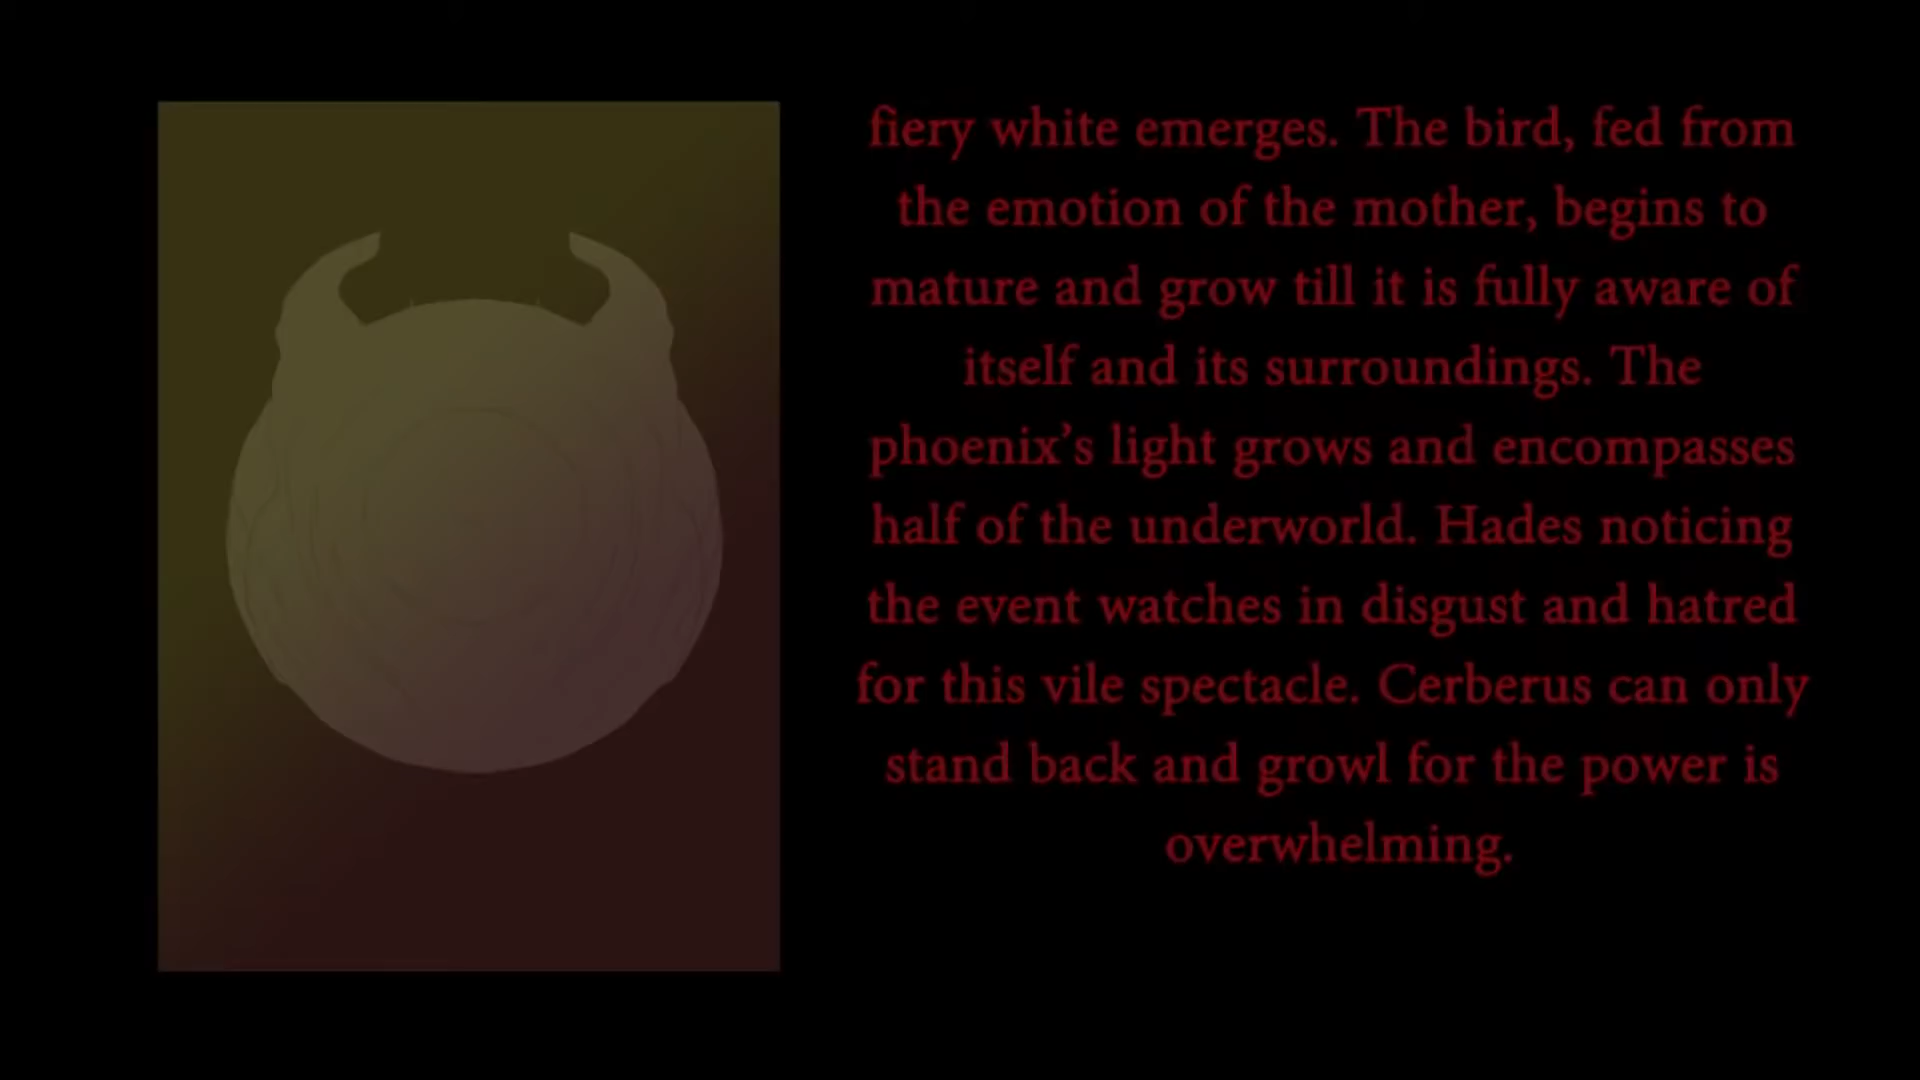 fiery white emerges. The bird, fed from
the emotion of the mother, begins to
mature and grow till it is fully aware of
itself and its surroundings. The
phoenix’s light grows and encompasses
half of the underworld. Hades noticing
the event watches in disgust and hatred
for this vile spectacle. Cerberus can only
stand back and growl for the power is
overwhelming.